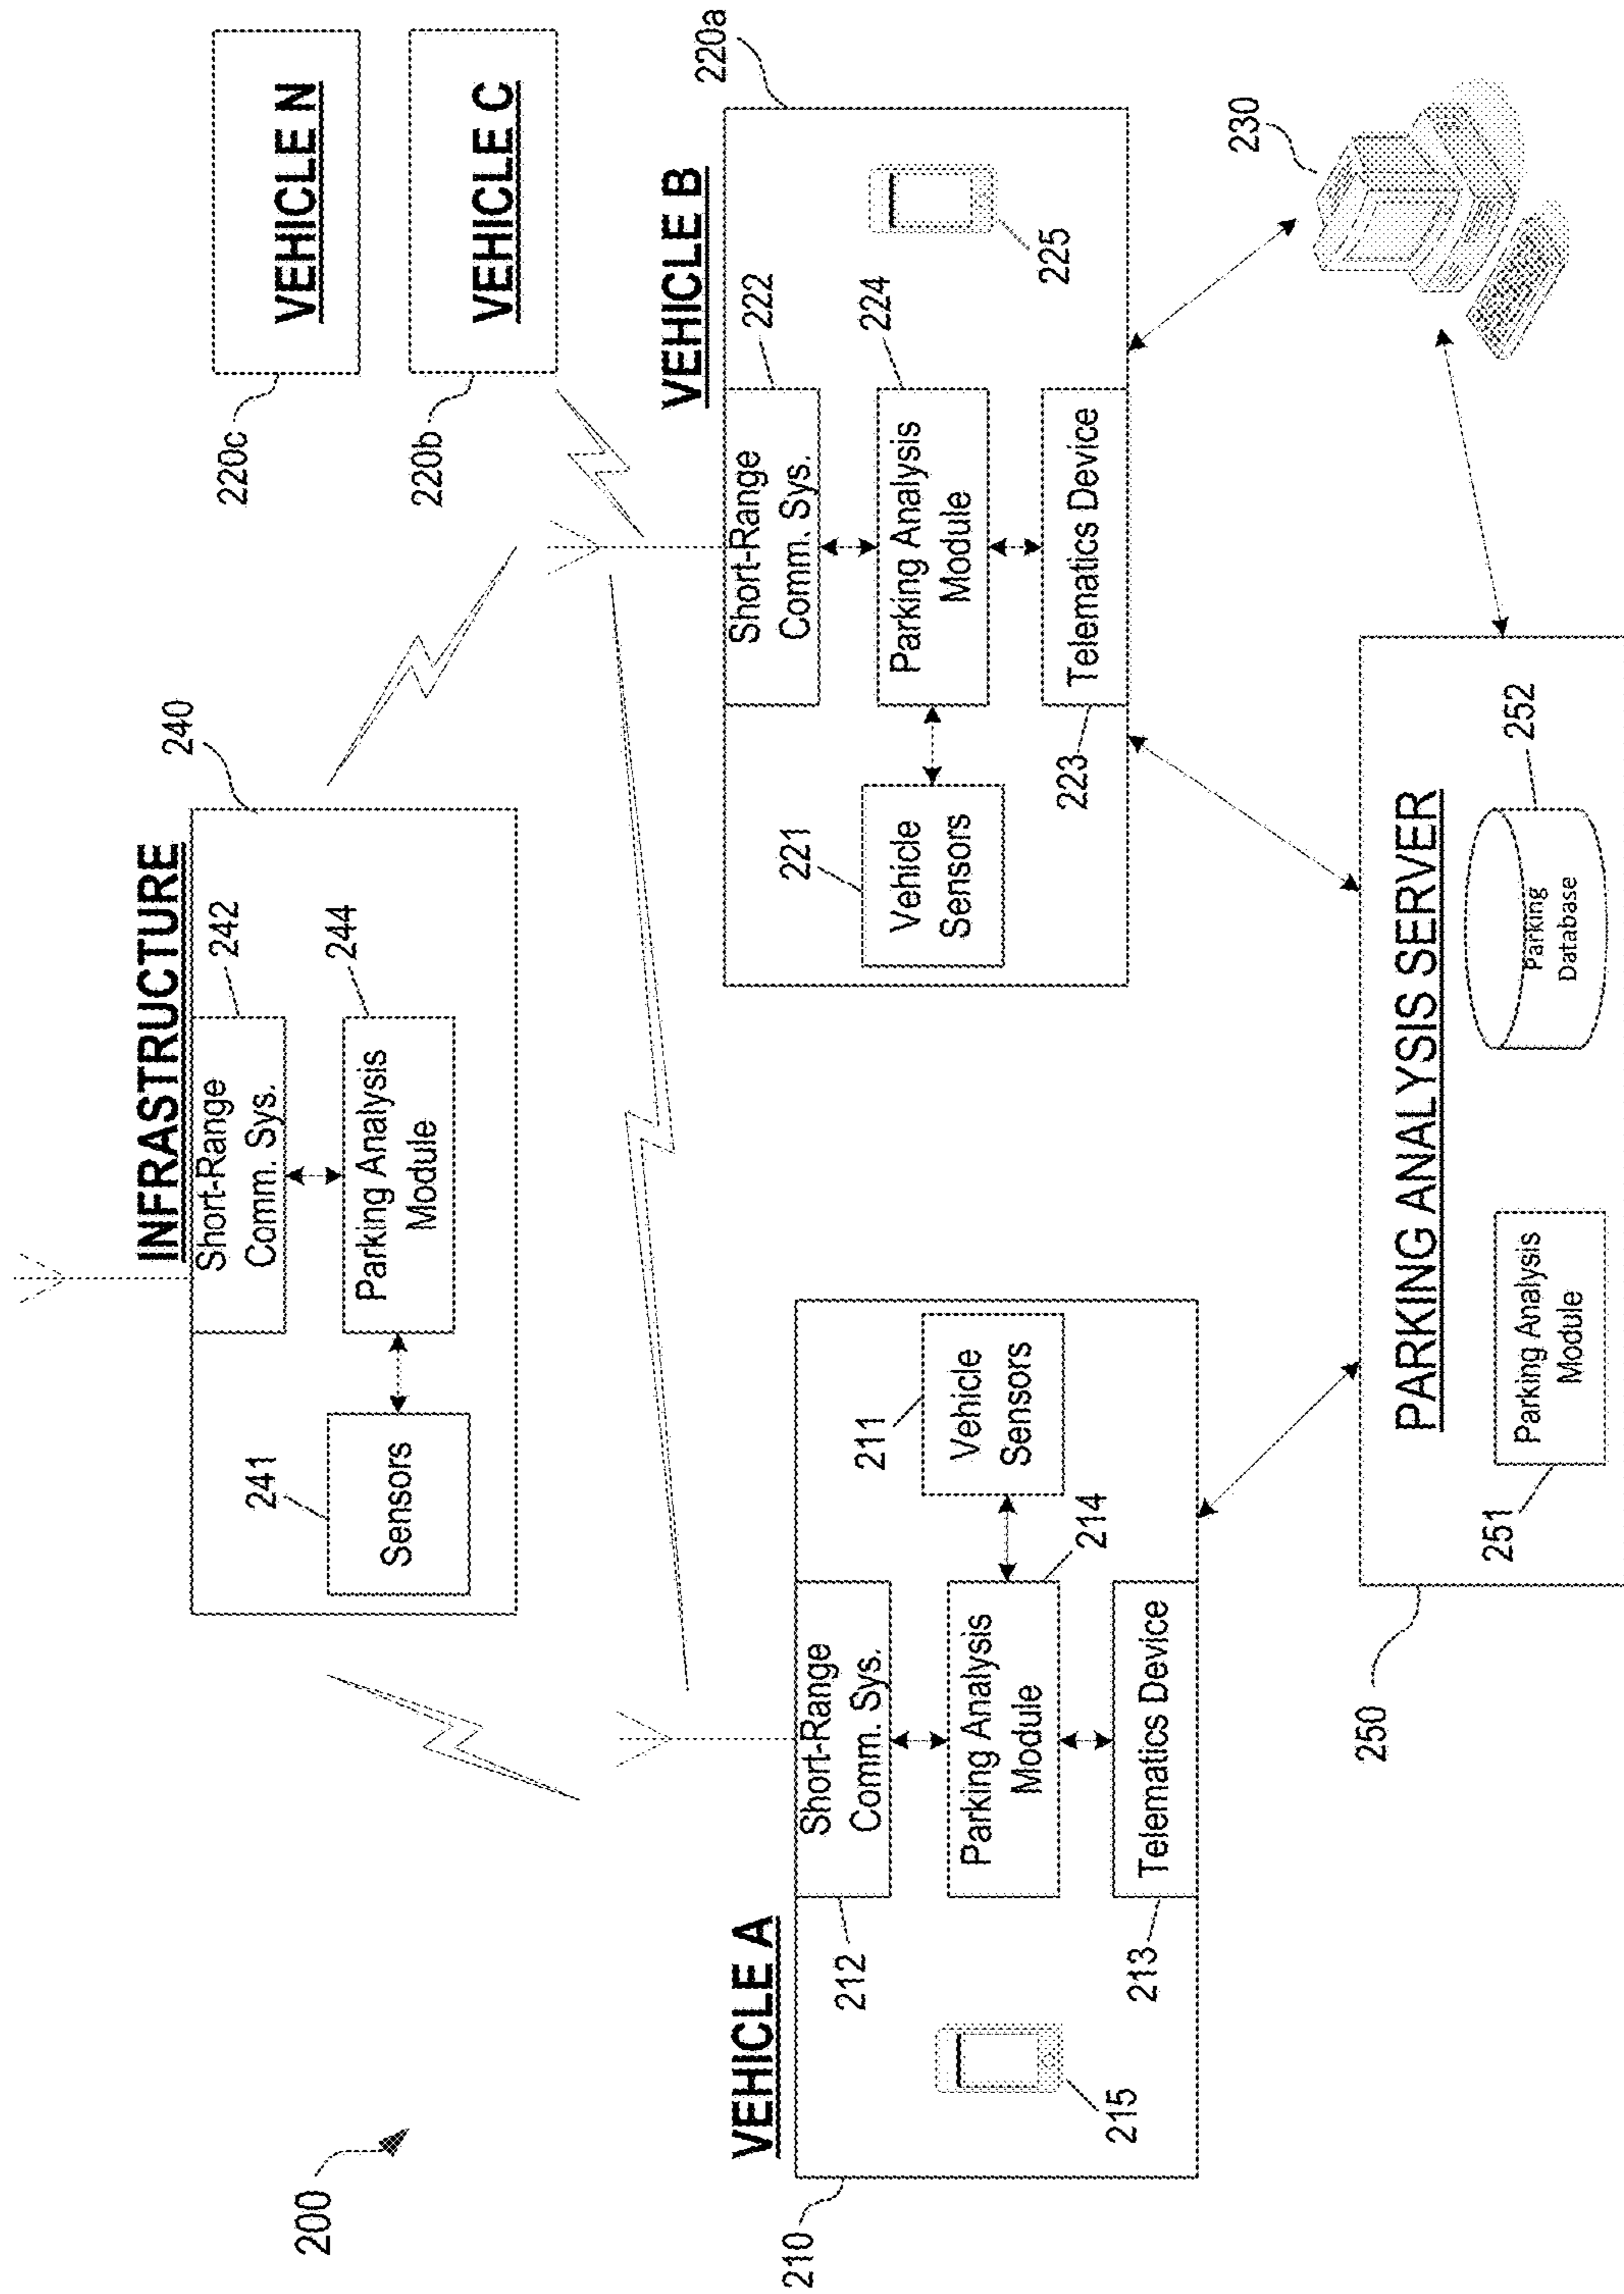 200
INFRASTRUCTURE
240
Short-Range
Comm. Sys.
242
Parking Analysis
Module
244
241
Sensors
220c
VEHICLE N
220b
VEHICLE C
VEHICLE A
210
Short-Range
Comm. Sys.
212
Parking Analysis
Module
214
211
Vehicle
Sensors
215
213
Telematics Device
VEHICLE B
220a
Short-Range
Comm. Sys.
222
221
Vehicle
Sensors
Parking Analysis
Module
224
225
223
Telematics Device
230
250
PARKING ANALYSIS SERVER
251
Parking Analysis
Module
252
Parking
Database